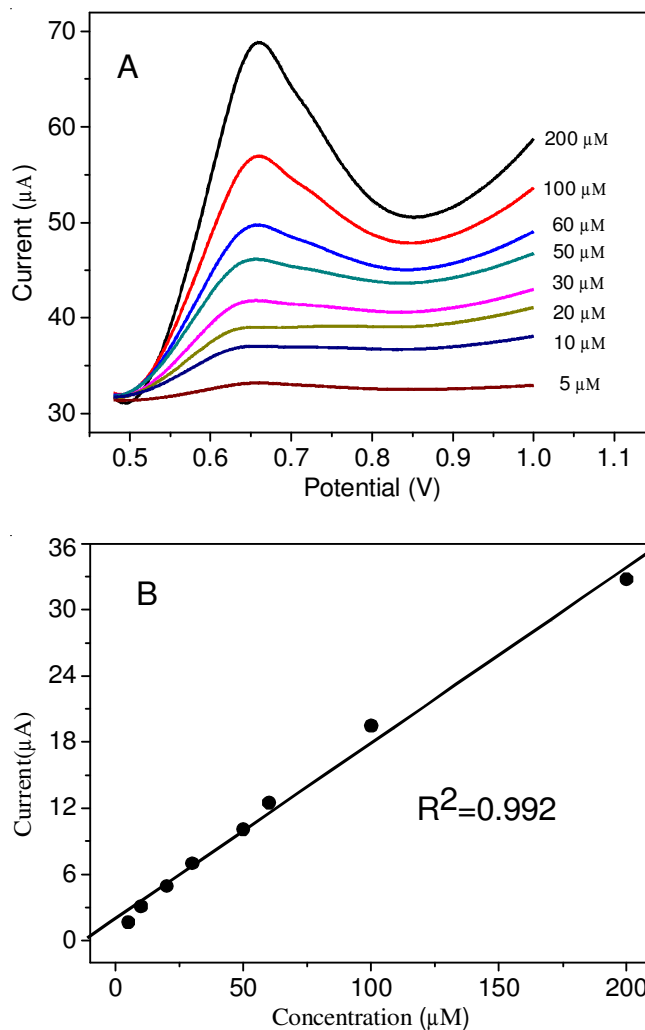 A
70
60
50
40
30
Current (µA)
200 µM
100 µM
60 µM
50 µM
30 µM
20 µM
10 µM
5 µM
0.5 0.6 0.7 0.8 0.9 1.0 1.1
Potential (V)
B
36
30
24
18
12
6
0
Current(µA)
R2=0.992
0 50 100 150 200
Concentration (µM)